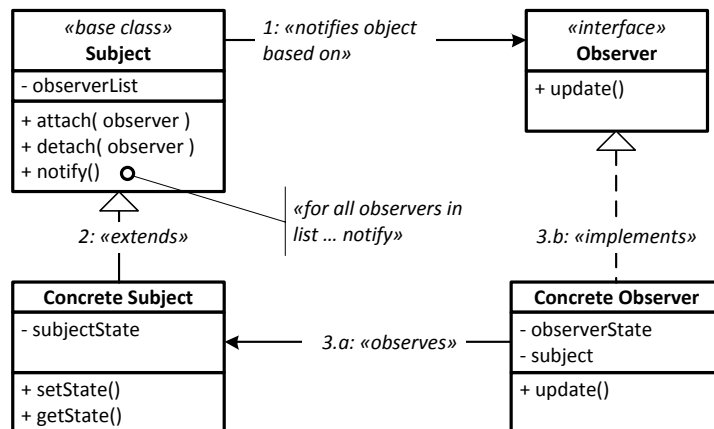 «base class»
Subject
- observerList
+ attach( observer )
+ detach( observer )
+ notify()
1: «notifies object
based on»
«interface»
Observer
+ update()
«for all observers in
list ... notify»
2: «extends»
3.b: «implements»
Concrete Subject
- subjectState
+ setState()
+ getState()
3.a: «observes»
Concrete Observer
- observerState
- subject
+ update()